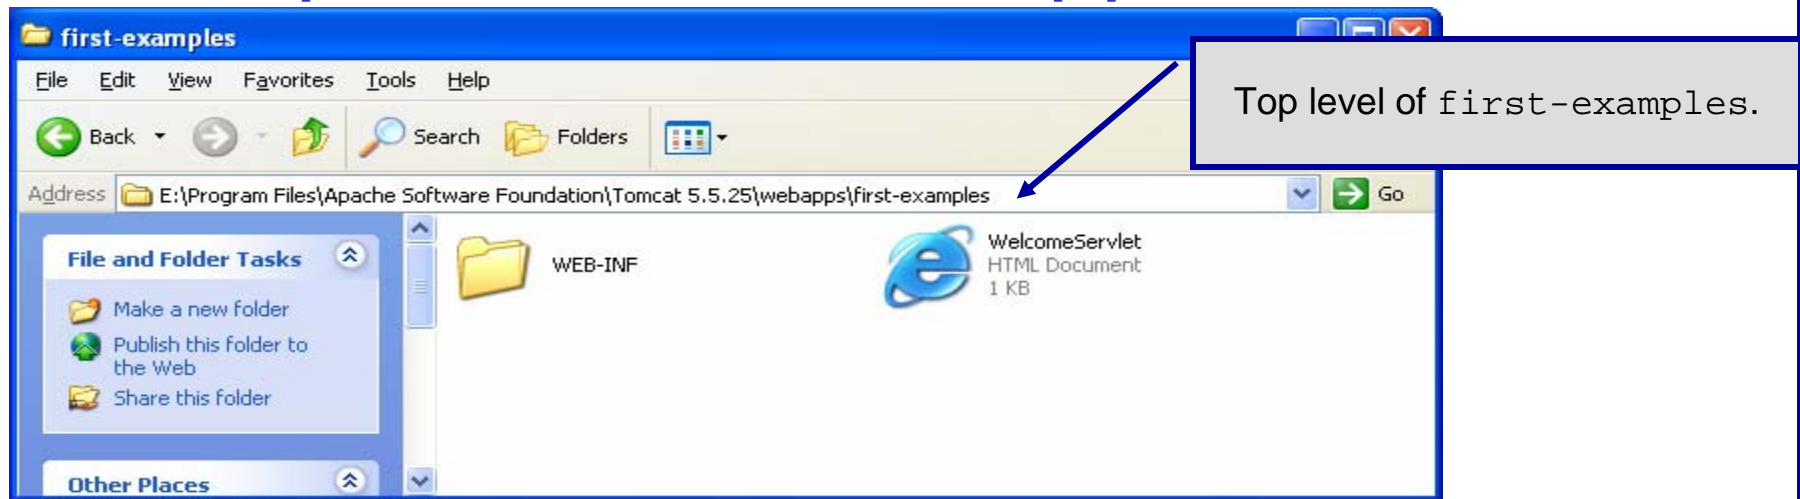 first-examples
File Edit View Favorites Tools Help
Top level of first-examples.
Back Search Folders
Address E:\Program Files\Apache Software Foundation\Tomcat 5.5.25\webapps\first-examples Go
File and Folder Tasks
Make a new folder
Publish this folder to
the Web
Share this folder
Other Places
WEB-INF
WelcomeServlet
HTML Document
1 KB